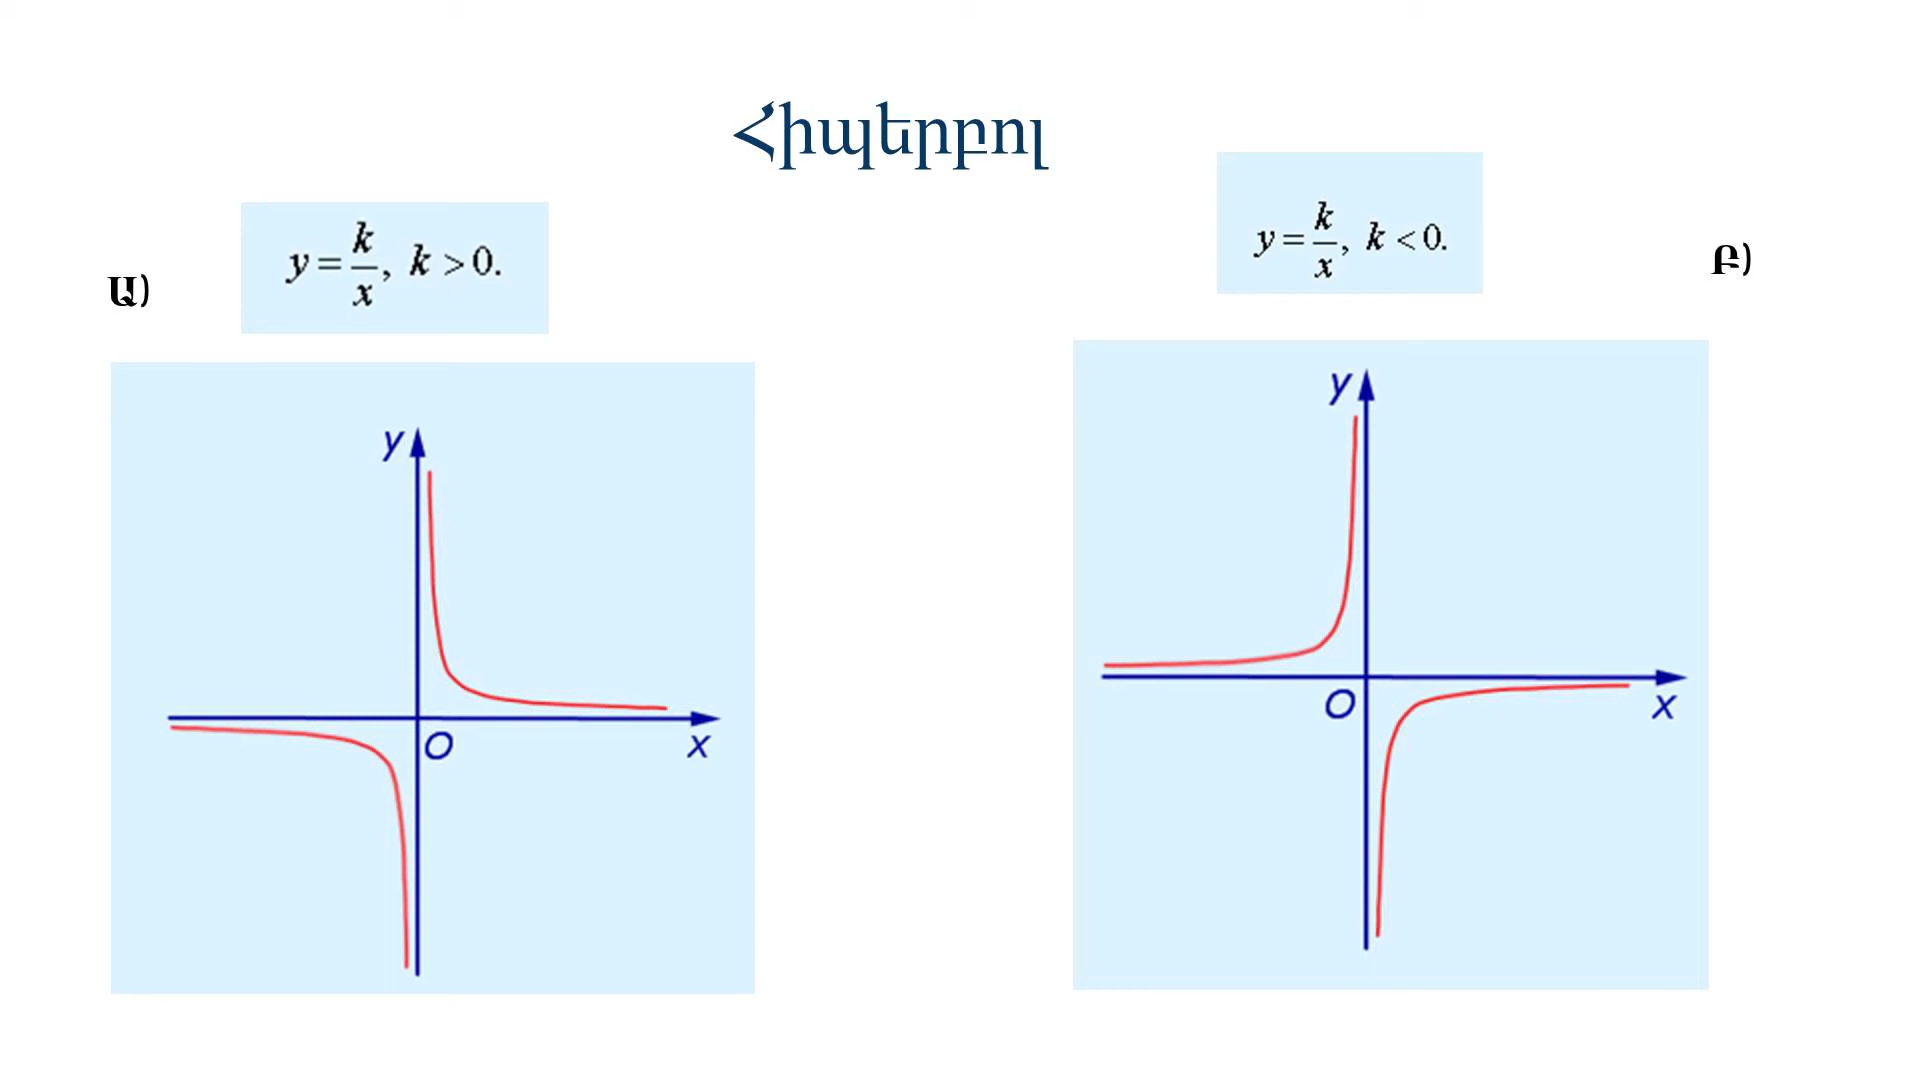 Հիպերբոլ
Ա)
y = k/x, k > 0.
y
O
x
y = k/x, k < 0.
Բ)
y
O
x